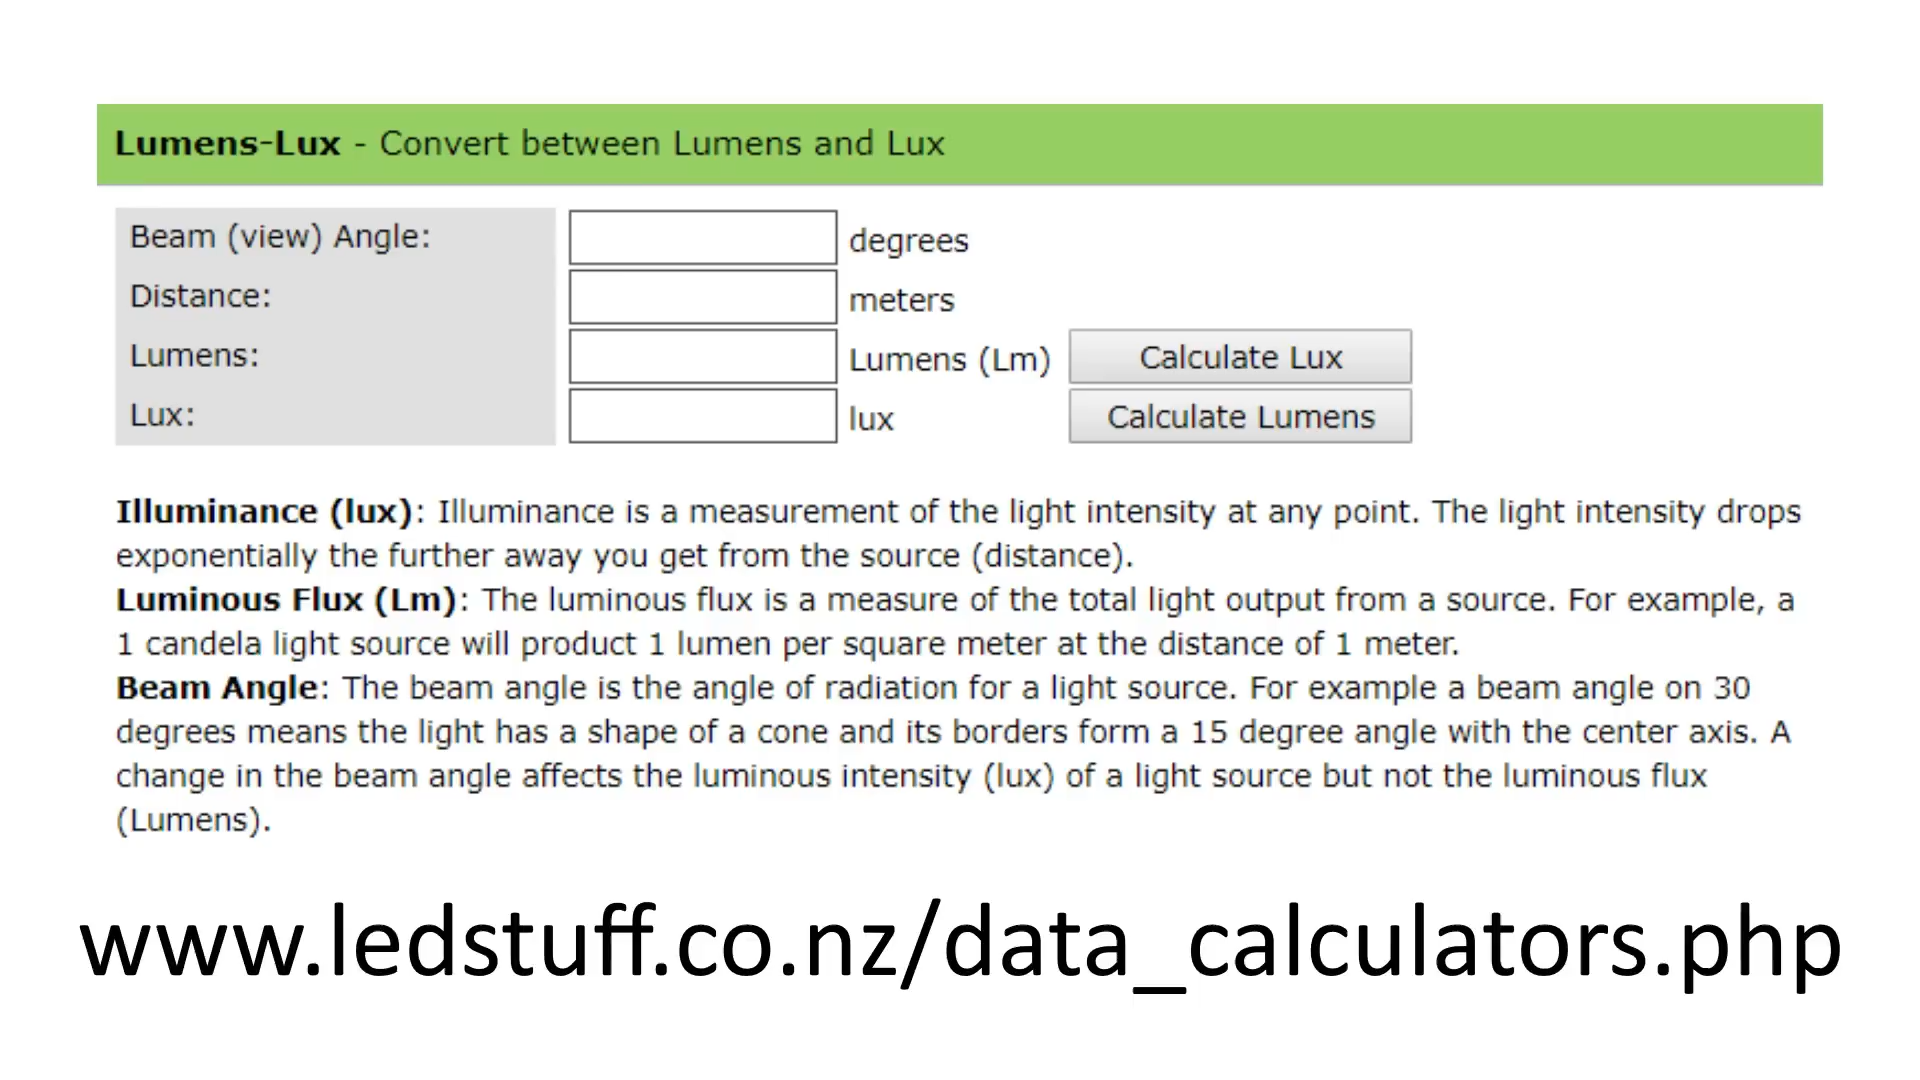 Lumens-Lux - Convert between Lumens and Lux
Beam (view) Angle: degrees
Distance: meters
Lumens: Lumens (Lm) Calculate Lux
Lux: lux Calculate Lumens
Illuminance (lux): Illuminance is a measurement of the light intensity at any point. The light intensity drops
exponentially the further away you get from the source (distance).
Luminous Flux (Lm): The luminous flux is a measure of the total light output from a source. For example, a
1 candela light source will product 1 lumen per square meter at the distance of 1 meter.
Beam Angle: The beam angle is the angle of radiation for a light source. For example a beam angle on 30
degrees means the light has a shape of a cone and its borders form a 15 degree angle with the center axis. A
change in the beam angle affects the luminous intensity (lux) of a light source but not the luminous flux
(Lumens).
www.ledstuff.co.nz/data_calculators.php